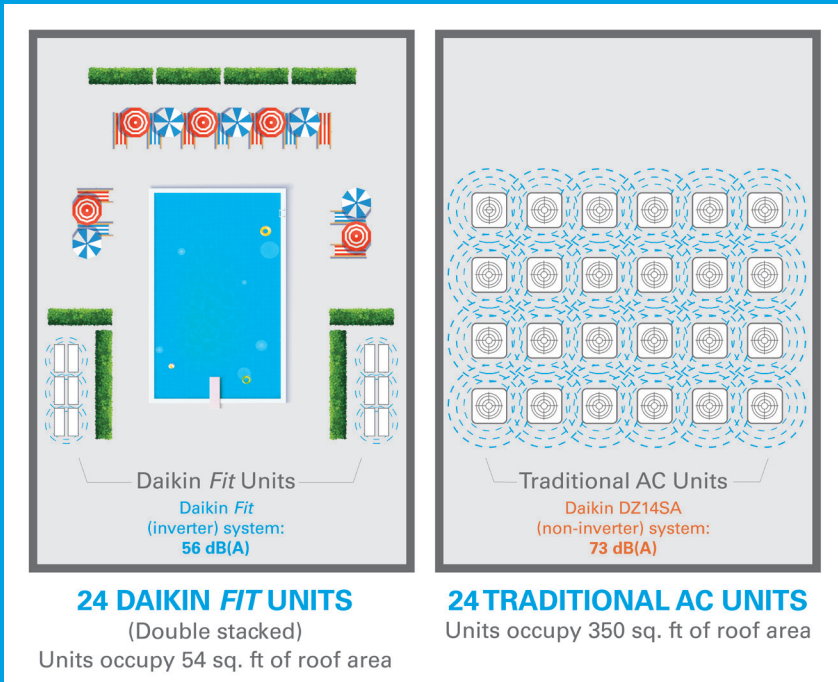 Daikin Fit Units
Daikin Fit
(inverter) system:
56 dB(A)
24 DAIKIN FIT UNITS
(Double stacked)
Units occupy 54 sq. ft of roof area
Traditional AC Units
Daikin DZ14SA
(non-inverter) system:
73 dB(A)
24 TRADITIONAL AC UNITS
Units occupy 350 sq. ft of roof area